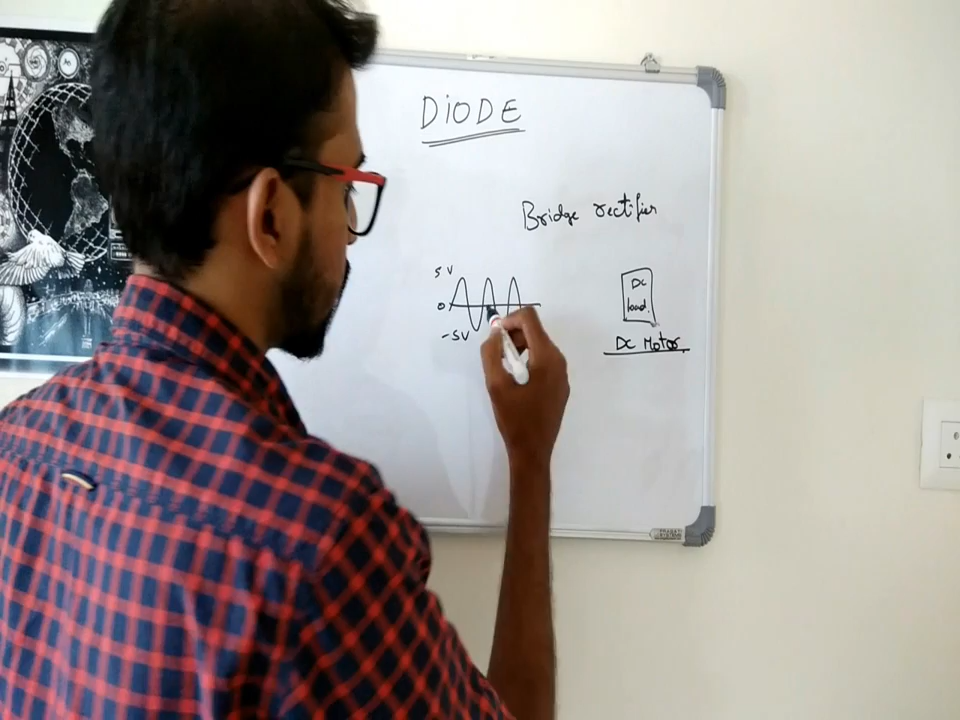 DiODE
Bridge rectifier
5V
0
-5V
DC
load.
DC Motor